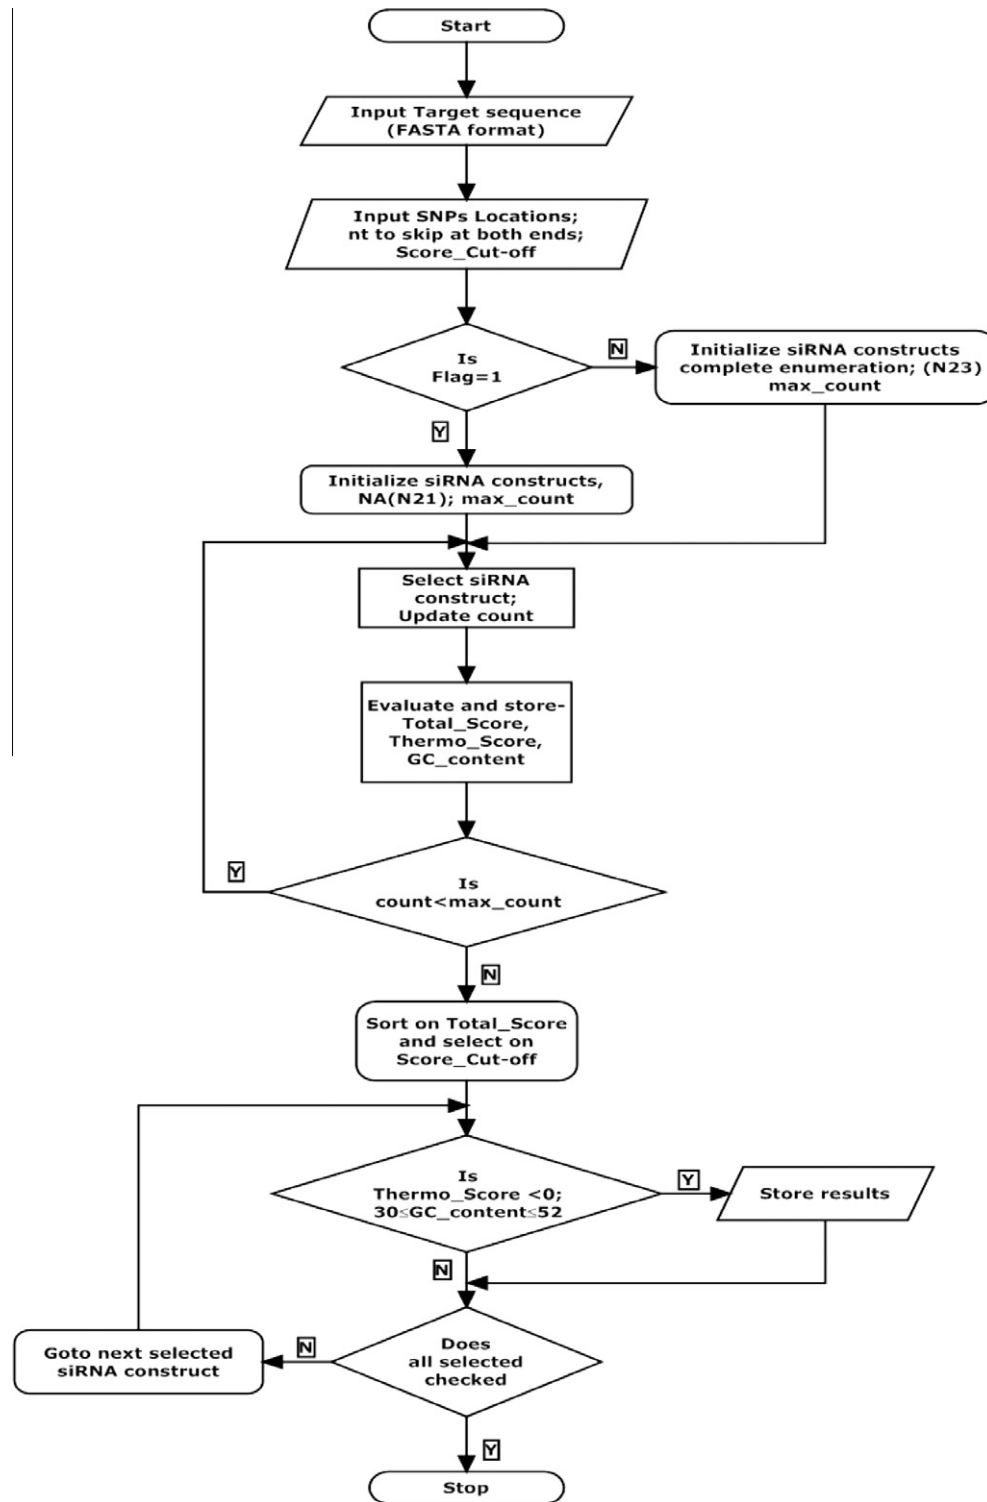 Start
Input Target sequence
(FASTA format)
Input SNPs Locations;
nt to skip at both ends;
Score_Cut-off
Is
Flag=1
N
Initialize siRNA constructs
complete enumeration; (N23)
max_count
Y
Initialize siRNA constructs,
NA(N21); max_count
Select siRNA
construct;
Update count
Evaluate and store-
Total_Score,
Thermo_Score,
GC_content
Y
Is
count<max_count
N
Sort on Total_Score
and select on
Score_Cut-off
Is
Thermo_Score <0;
30≤GC_content≤52
Y
Store results
N
Does
all selected
checked
N
Goto next selected
siRNA construct
Y
Stop